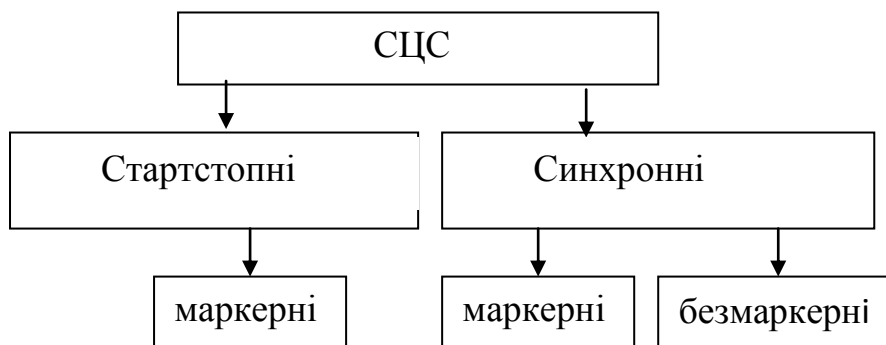 СЦС
Стартстопні
Синхронні
маркерні
маркерні
безмаркерні